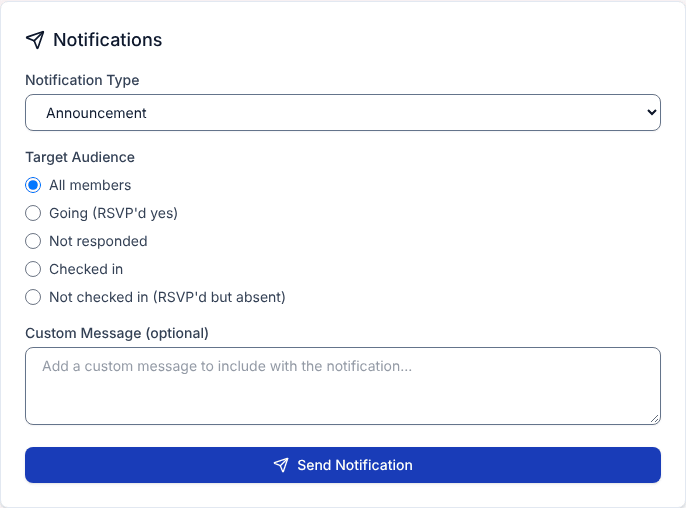 Notifications
Notification Type
Announcement
Target Audience
All members
Going (RSVP'd yes)
Not responded
Checked in
Not checked in (RSVP'd but absent)
Custom Message (optional)
Add a custom message to include with the notification...
Send Notification